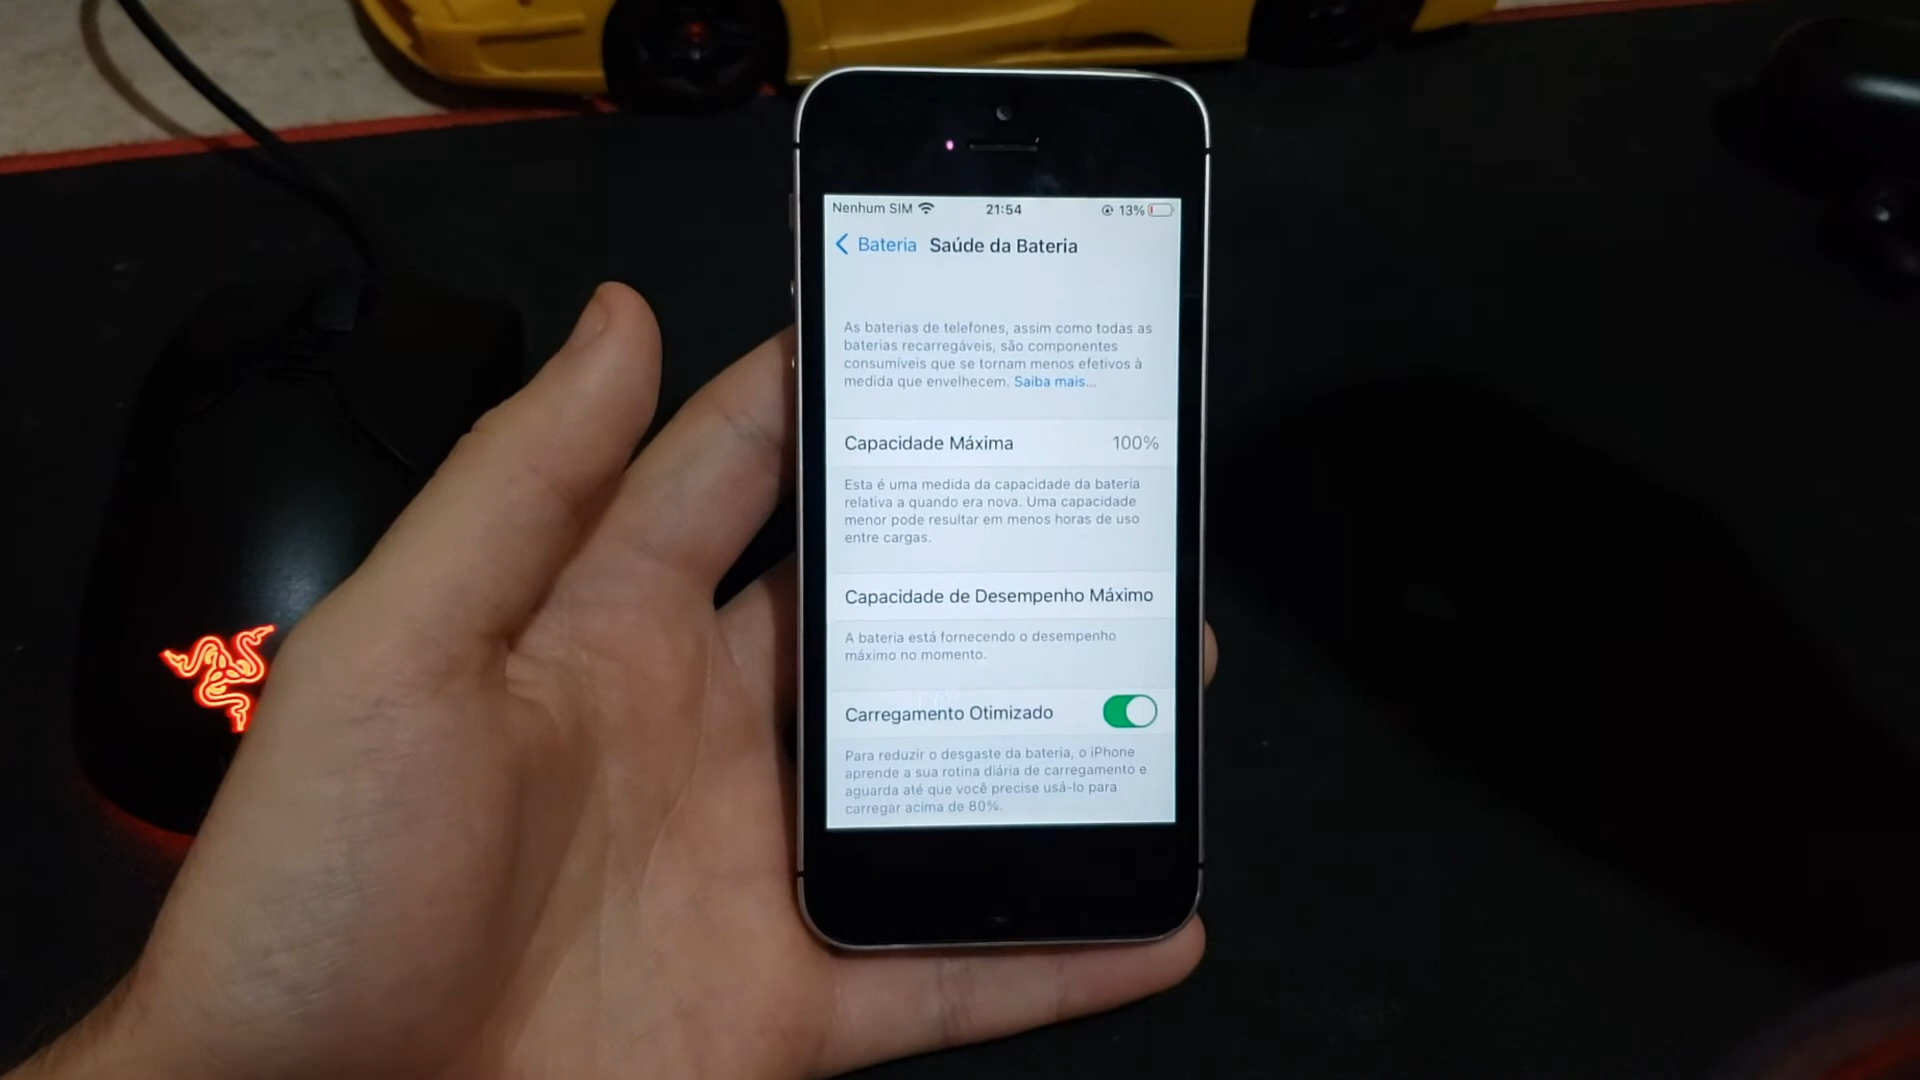 Nenhum SIM 21:54 13%
Bateria Saúde da Bateria
As baterias de telefones, assim como todas as
baterias recarregáveis, são componentes
consumíveis que se tornam menos efetivos à
medida que envelhecem. Saiba mais...
Capacidade Máxima 100%
Esta é uma medida da capacidade da bateria
relativa a quando era nova. Uma capacidade
menor pode resultar em menos horas de uso
entre cargas.
Capacidade de Desempenho Máximo
A bateria está fornecendo o desempenho
máximo no momento.
Carregamento Otimizado
Para reduzir o desgaste da bateria, o iPhone
aprende a sua rotina diária de carregamento e
aguarda até que você precise usá-lo para
carregar acima de 80%.